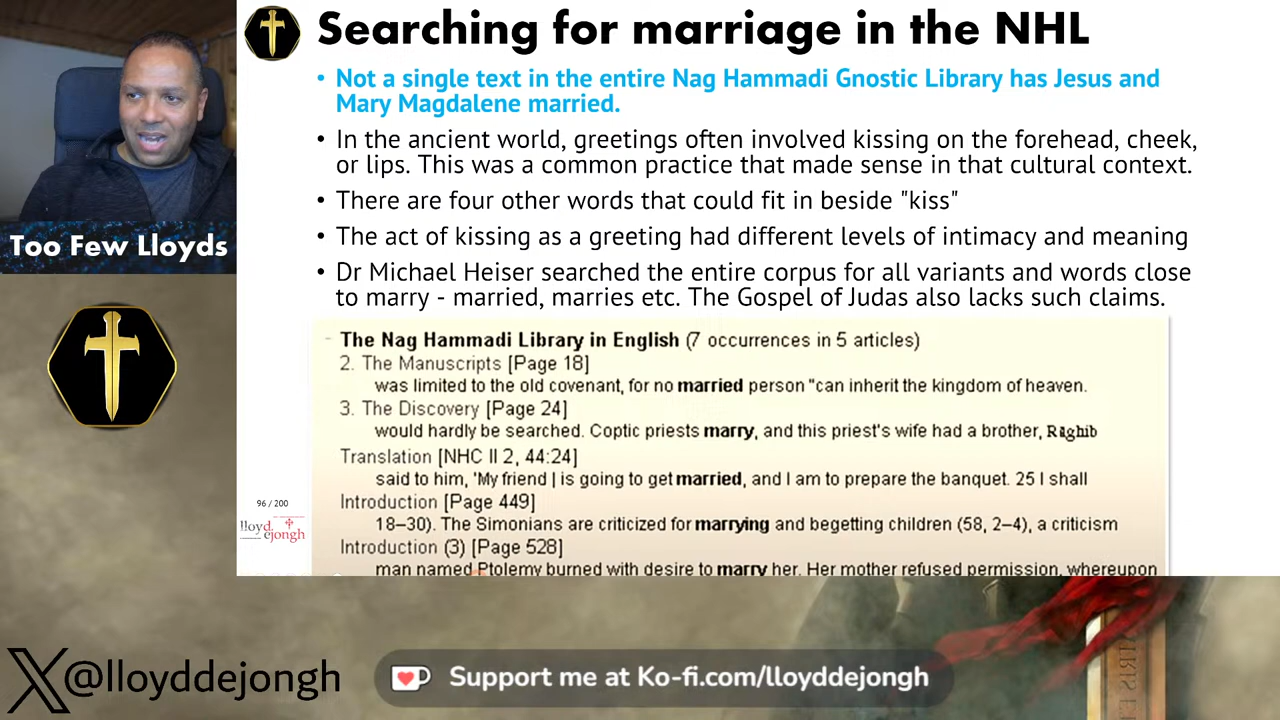 Searching for marriage in the NHL
• Not a single text in the entire Nag Hammadi Gnostic Library has Jesus and
Mary Magdalene married.
• In the ancient world, greetings often involved kissing on the forehead, cheek,
or lips. This was a common practice that made sense in that cultural context.
• There are four other words that could fit in beside "kiss"
• The act of kissing as a greeting had different levels of intimacy and meaning
• Dr Michael Heiser searched the entire corpus for all variants and words close
to marry - married, marries etc. The Gospel of Judas also lacks such claims.
Too Few Lloyds
The Nag Hammadi Library in English (7 occurrences in 5 articles)
2. The Manuscripts [Page 18]
was limited to the old covenant, for no married person "can inherit the kingdom of heaven.
3. The Discovery [Page 24]
would hardly be searched. Coptic priests marry, and this priest's wife had a brother, Rāghib
Translation [NHC II 2, 44:24]
said to him, 'My friend | is going to get married, and I am to prepare the banquet. 25 I shall
Introduction [Page 449]
18–30). The Simonians are criticized for marrying and begetting children (58, 2–4), a criticism
Introduction (3) [Page 528]
man named Ptolemy burned with desire to marry her. Her mother refused permission, whereupon
96 / 200
lloyd
dejongh
X@lloyddejongh
Support me at Ko-fi.com/lloyddejongh